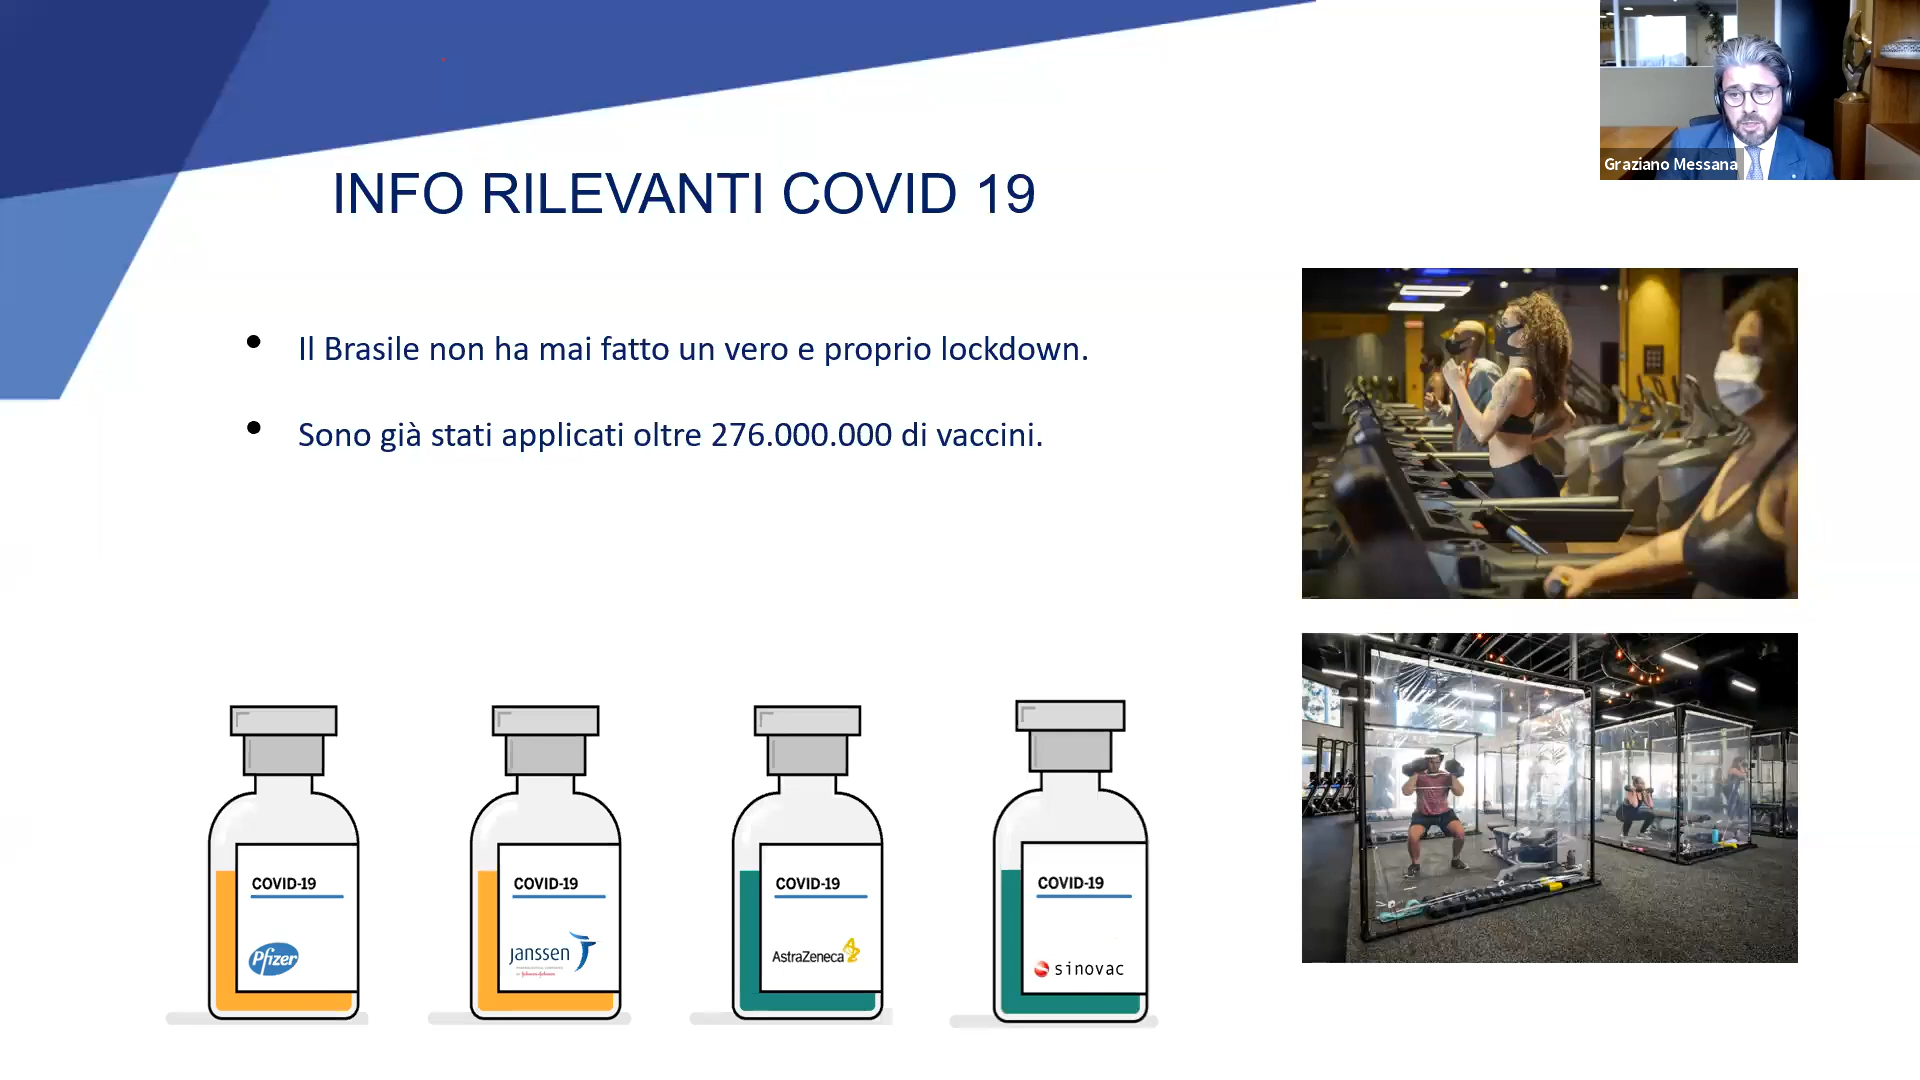 Graziano Messana
INFO RILEVANTI COVID 19
• Il Brasile non ha mai fatto un vero e proprio lockdown.
• Sono già stati applicati oltre 276.000.000 di vaccini.
COVID-19
Pfizer
COVID-19
janssen
COVID-19
AstraZeneca
COVID-19
sinovac